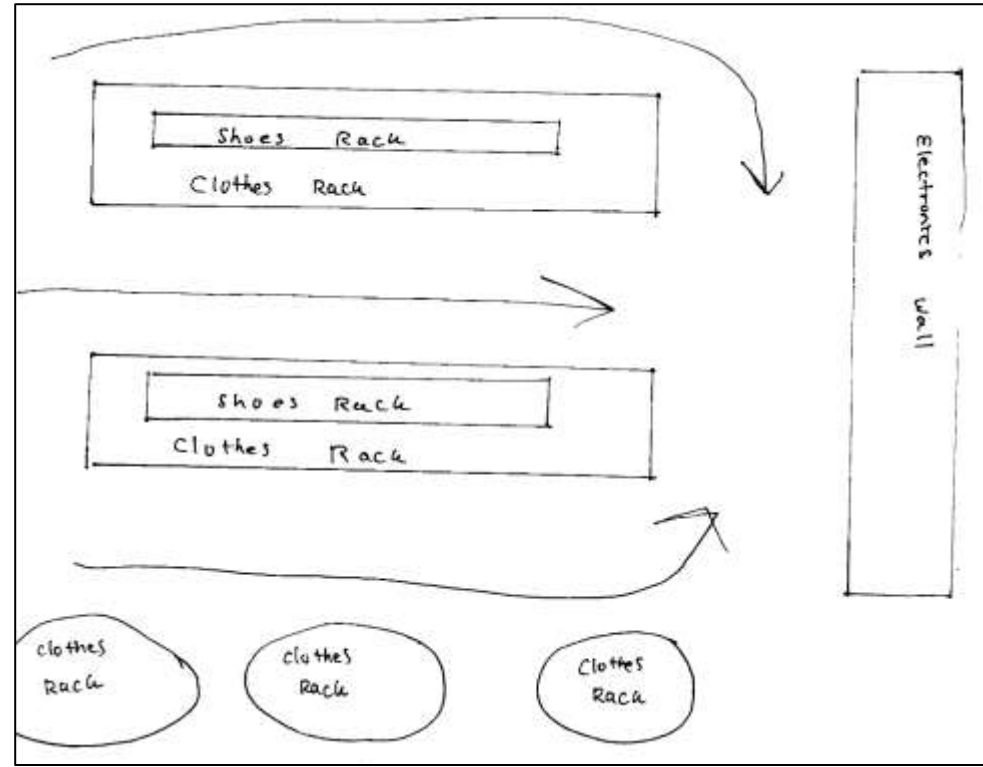 Shoes Rack
Clothes Rack
Electronics Wall
Shoes Rack
Clothes Rack
Clothes
Rack
Clothes
Rack
Clothes
Rack